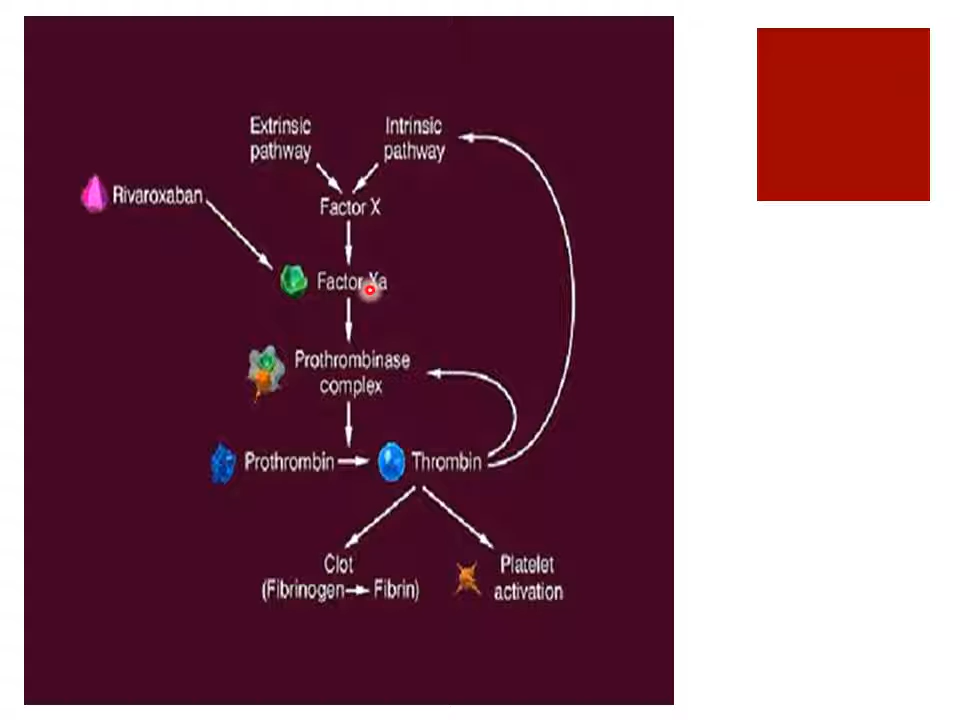 Extrinsic
pathway
Intrinsic
pathway
Rivaroxaban
Factor X
Factor Xa
Prothrombinase
complex
Prothrombin
Thrombin
Clot
(Fibrinogen → Fibrin)
Platelet
activation